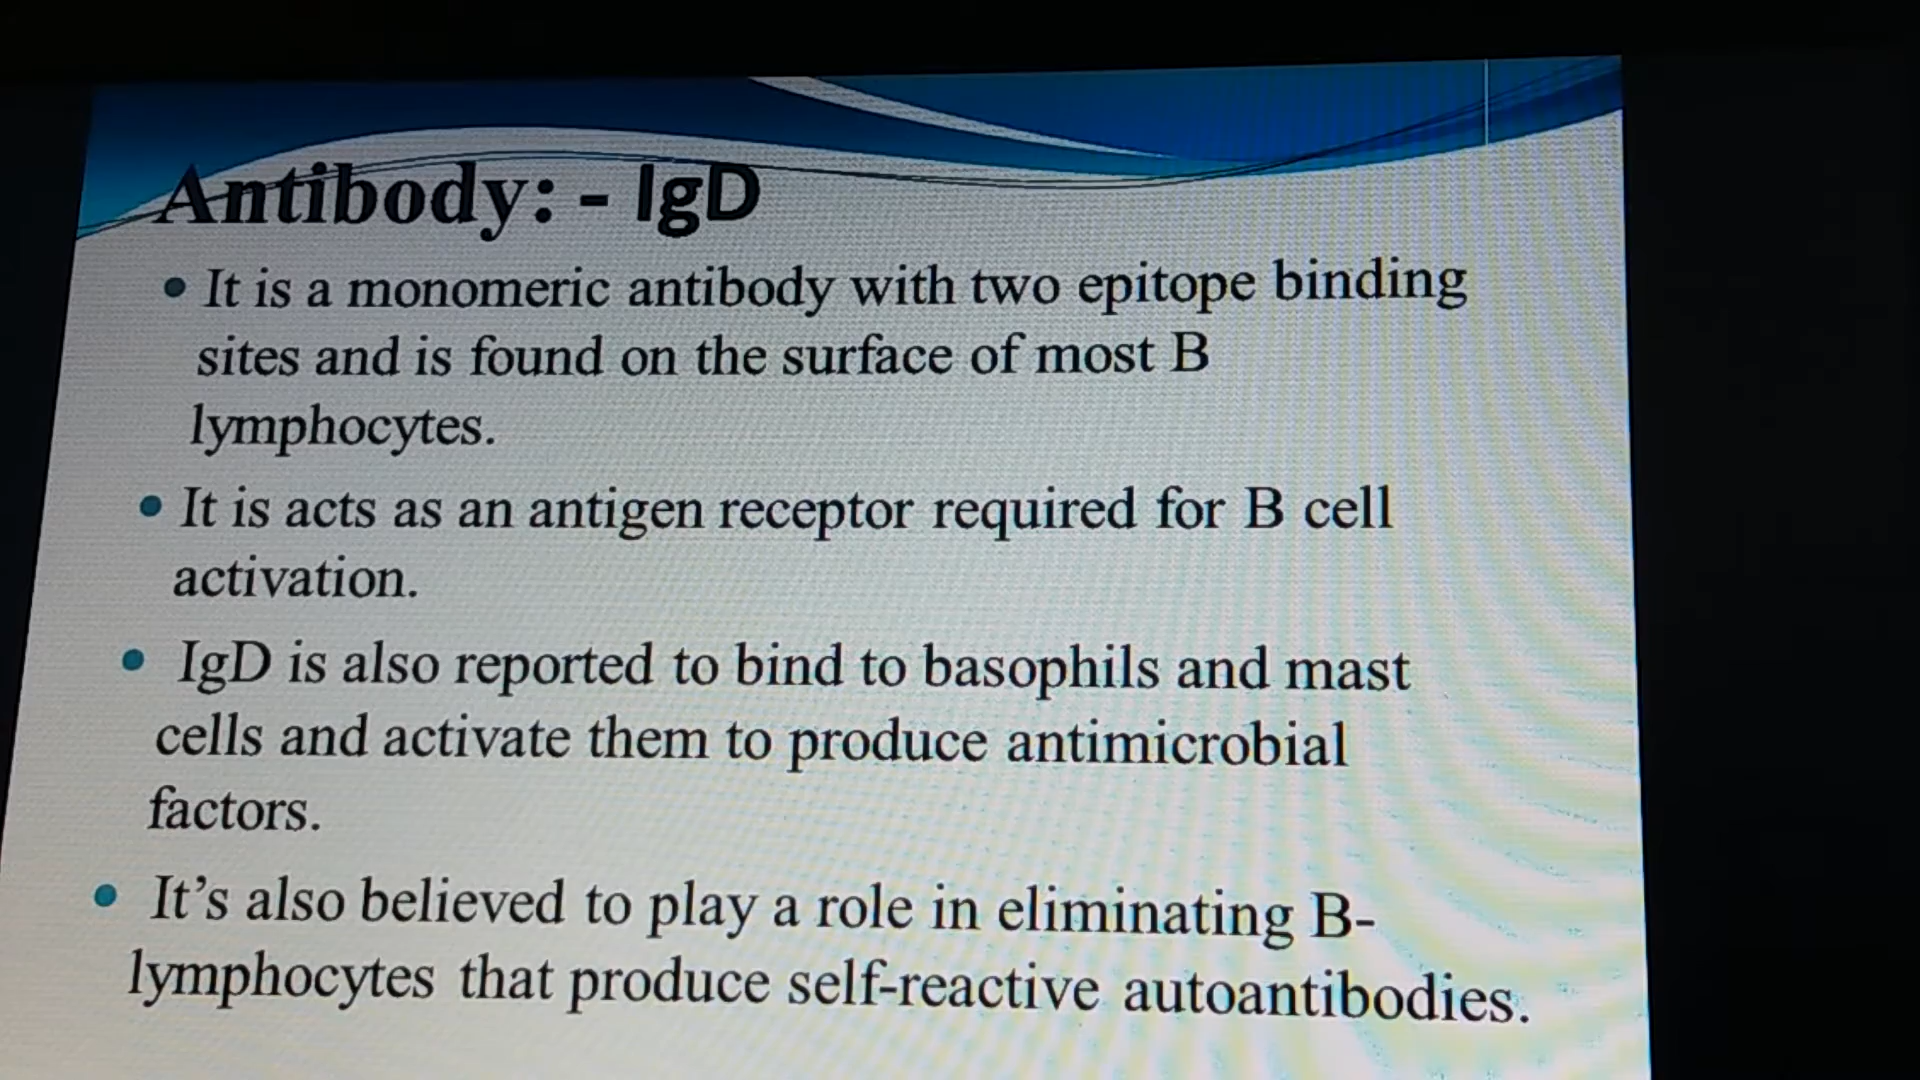 Antibody: - IgD
• It is a monomeric antibody with two epitope binding
sites and is found on the surface of most B
lymphocytes.
• It is acts as an antigen receptor required for B cell
activation.
• IgD is also reported to bind to basophils and mast
cells and activate them to produce antimicrobial
factors.
• It’s also believed to play a role in eliminating B-
lymphocytes that produce self-reactive autoantibodies.